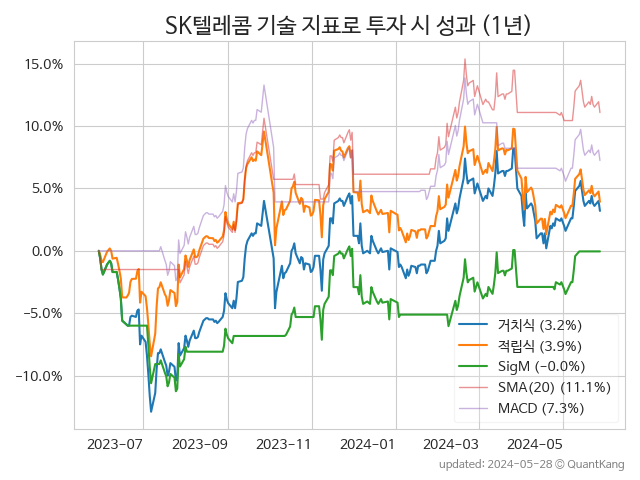 SK텔레콤 기술 지표로 투자 시 성과 (1년)
15.0%
10.0%
5.0%
0.0%
−5.0%
−10.0%
거치식 (3.2%)
적립식 (3.9%)
SigM (−0.0%)
SMA(20) (11.1%)
MACD (7.3%)
2023-07 2023-09 2023-11 2024-01 2024-03 2024-05
updated: 2024-05-28 © QuantKang